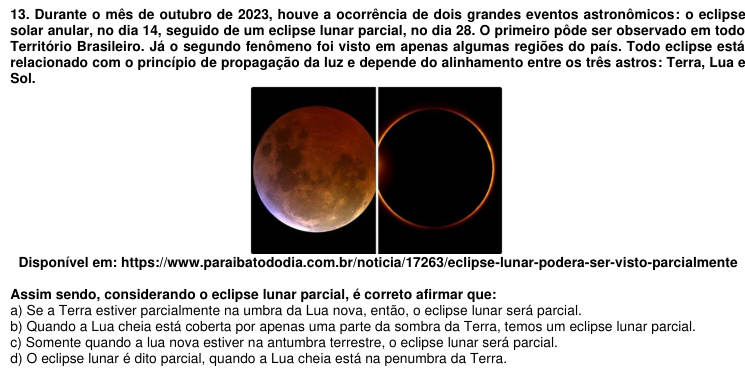 13. Durante o mês de outubro de 2023, houve a ocorrência de dois grandes eventos astronômicos: o eclipse
solar anular, no dia 14, seguido de um eclipse lunar parcial, no dia 28. O primeiro pôde ser observado em todo
Território Brasileiro. Já o segundo fenômeno foi visto em apenas algumas regiões do país. Todo eclipse está
relacionado com o princípio de propagação da luz e depende do alinhamento entre os três astros: Terra, Lua e
Sol.
Disponível em: https://www.paraibatododia.com.br/noticia/17263/eclipse-lunar-podera-ser-visto-parcialmente
Assim sendo, considerando o eclipse lunar parcial, é correto afirmar que:
a) Se a Terra estiver parcialmente na umbra da Lua nova, então, o eclipse lunar será parcial.
b) Quando a Lua cheia está coberta por apenas uma parte da sombra da Terra, temos um eclipse lunar parcial.
c) Somente quando a lua nova estiver na antumbra terrestre, o eclipse lunar será parcial.
d) O eclipse lunar é dito parcial, quando a Lua cheia está na penumbra da Terra.